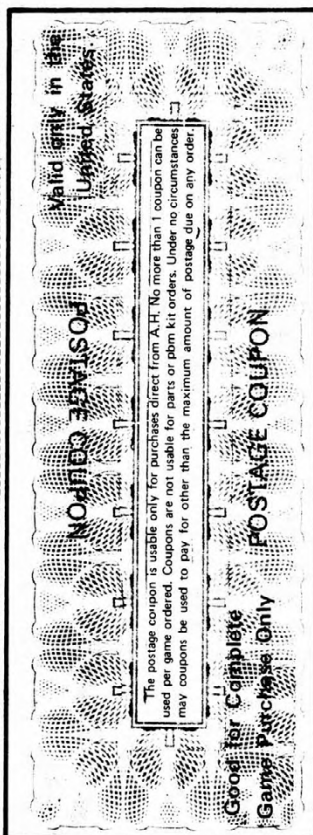 Valid only in the
United States.
POSTAGE COUPON
The postage coupon is usable only for purchases direct from A.H. No more than 1 coupon can be
used per game ordered. Coupons are not usable for parts or pbm kit orders. Under no circumstances
may coupons be used to pay for other than the maximum amount of postage due on any order.
Good for Complete
Game Purchase Only
POSTAGE COUPON